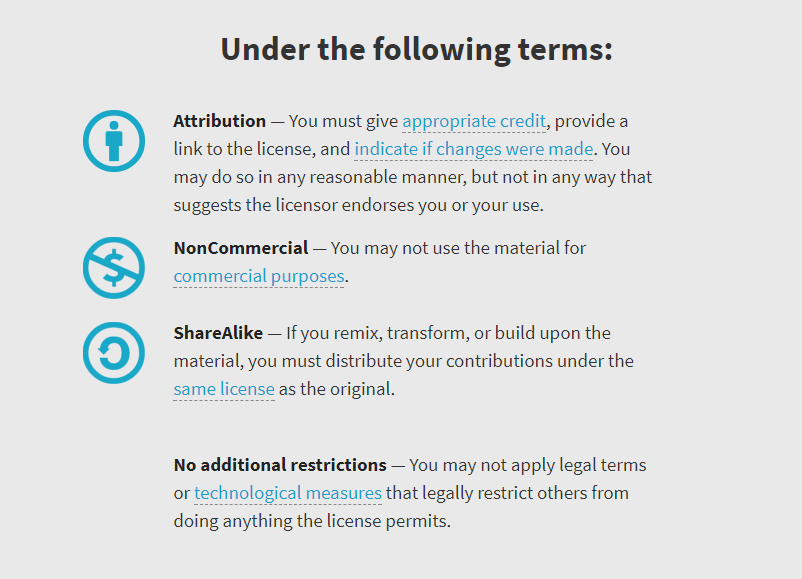 Under the following terms:
Attribution — You must give appropriate credit, provide a
link to the license, and indicate if changes were made. You
may do so in any reasonable manner, but not in any way that
suggests the licensor endorses you or your use.
NonCommercial — You may not use the material for
commercial purposes.
ShareAlike — If you remix, transform, or build upon the
material, you must distribute your contributions under the
same license as the original.
No additional restrictions — You may not apply legal terms
or technological measures that legally restrict others from
doing anything the license permits.